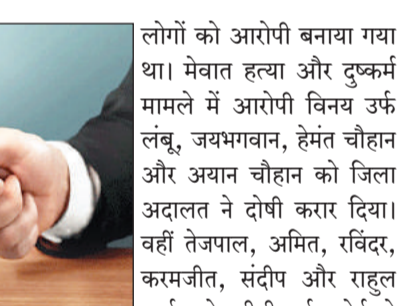 लोगों को आरोपी बनाया गया
था। मेवात हत्या और दुष्कर्म
मामले में आरोपी विनय उर्फ
लंबू, जयभगवान, हेमंत चौहान
और अयान चौहान को जिला
अदालत ने दोषी करार दिया।
वहीं तेजपाल, अमित, रविंदर,
करमजीत, संदीप और राहुल